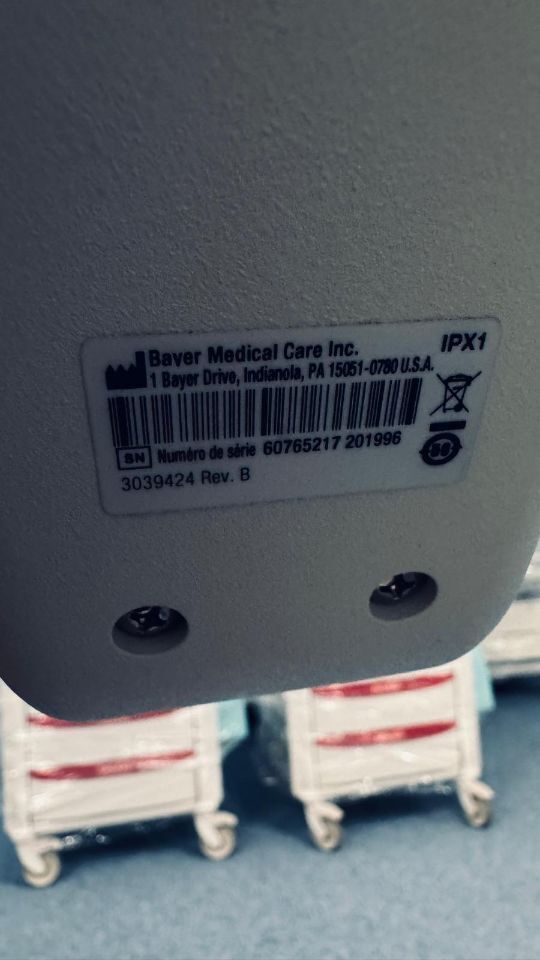 Bayer Medical Care Inc.
IPX1
1 Bayer Drive, Indianola, PA 15051-0780 U.S.A.
SN Numéro de série 60765217 201996
3039424 Rev. B
50